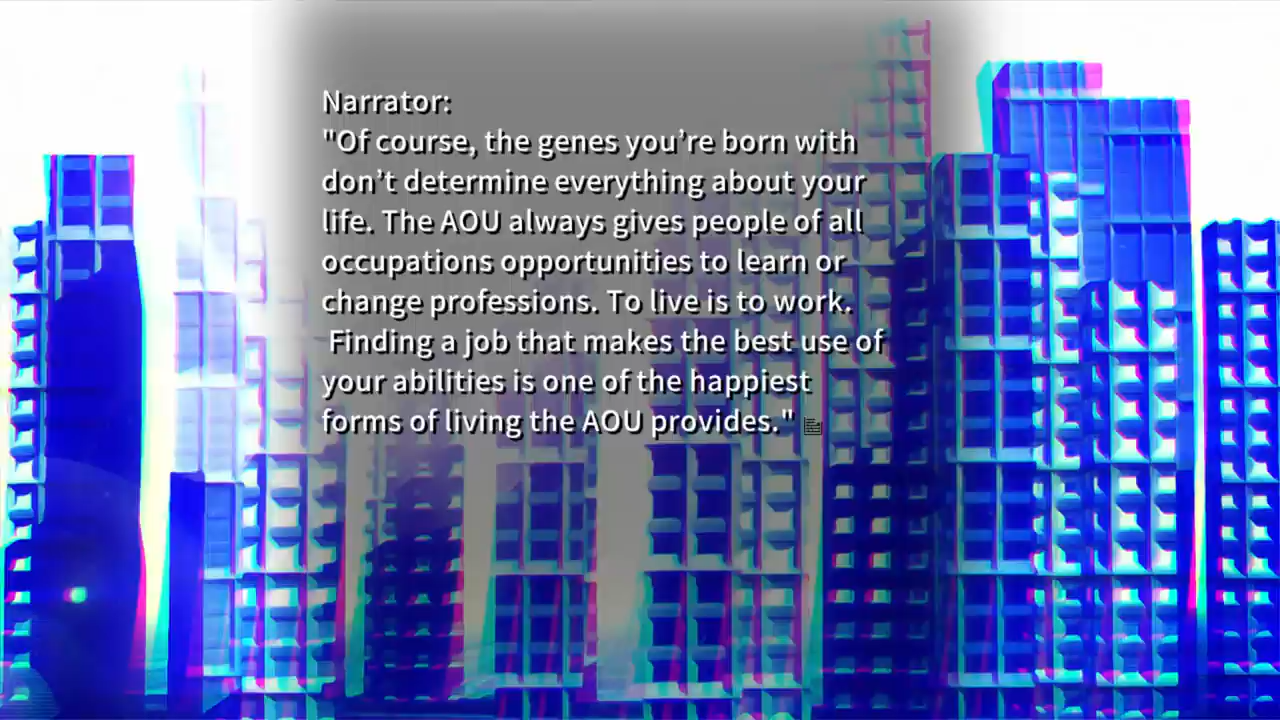 Narrator:
"Of course, the genes you’re born with
don’t determine everything about your
life. The AOU always gives people of all
occupations opportunities to learn or
change professions. To live is to work.
Finding a job that makes the best use of
your abilities is one of the happiest
forms of living the AOU provides."